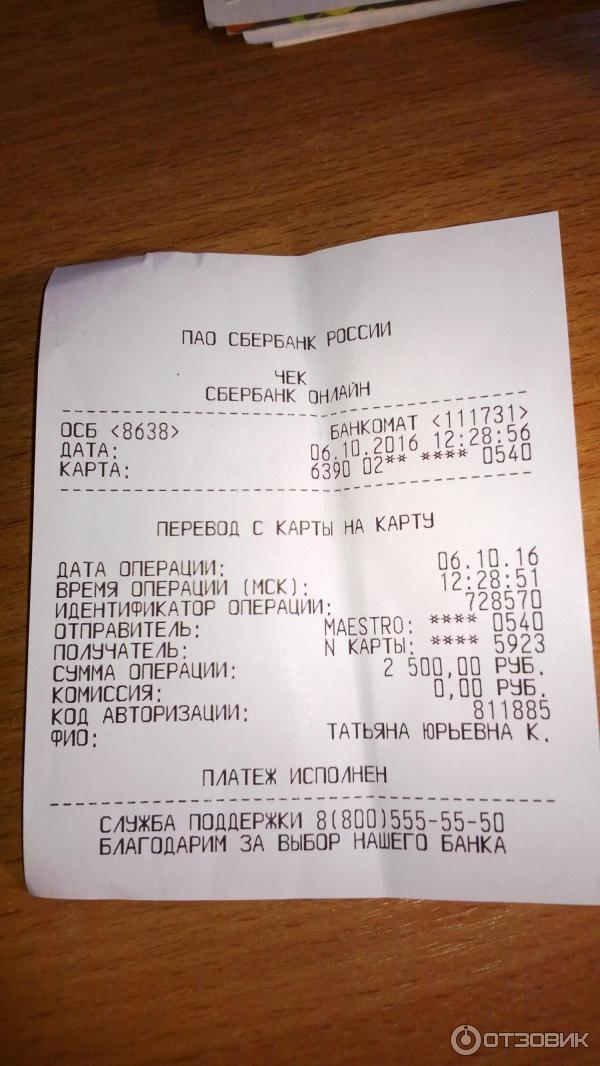 ПАО СБЕРБАНК РОССИИ
ЧЕК
СБЕРБАНК ОНЛАЙН
ОСБ <8638> БАНКОМАТ <111731>
ДАТА: 06.10.2016 12:28:56
КАРТА: 6390 02** **** 0540
ПЕРЕВОД С КАРТЫ НА КАРТУ
ДАТА ОПЕРАЦИИ: 06.10.16
ВРЕМЯ ОПЕРАЦИИ (МСК): 12:28:51
ИДЕНТИФИКАТОР ОПЕРАЦИИ: 728570
ОТПРАВИТЕЛЬ: MAESTRO: **** 0540
ПОЛУЧАТЕЛЬ: N КАРТЫ: **** 5923
СУММА ОПЕРАЦИИ: 2 500,00 РУБ.
КОМИССИЯ: 0,00 РУБ.
КОД АВТОРИЗАЦИИ: 811885
ФИО: ТАТЬЯНА ЮРЬЕВНА К.
ПЛАТЕЖ ИСПОЛНЕН
СЛУЖБА ПОДДЕРЖКИ 8(800)555-55-50
БЛАГОДАРИМ ЗА ВЫБОР НАШЕГО БАНКА
ОТЗОВИК